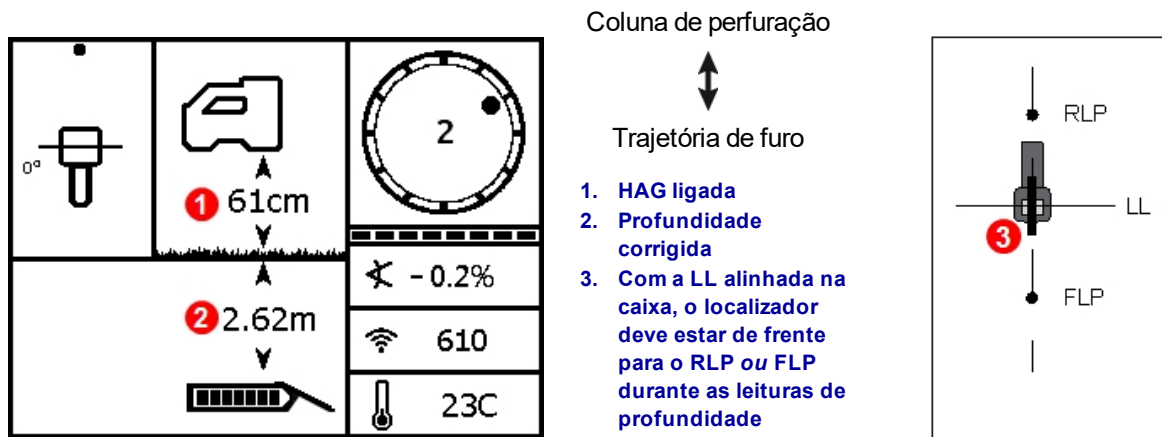 0º
1 61cm
2 2.62m
2
- 0.2%
610
23C
Coluna de perfuração
Trajetória de furo
1. HAG ligada
2. Profundidade
corrigida
3. Com a LL alinhada na
caixa, o localizador
deve estar de frente
para o RLP ou FLP
durante as leituras de
profundidade
RLP
LL
3
FLP